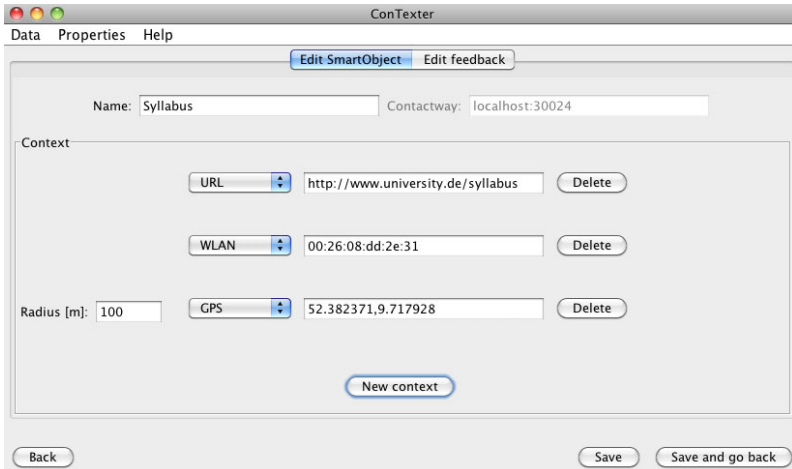 ConTexter
Data Properties Help
Edit SmartObject Edit feedback
Name: Syllabus Contactway: localhost:30024
Context
URL http://www.university.de/syllabus Delete
WLAN 00:26:08:dd:2e:31 Delete
Radius [m]: 100 GPS 52.382371,9.717928 Delete
New context
Back Save Save and go back